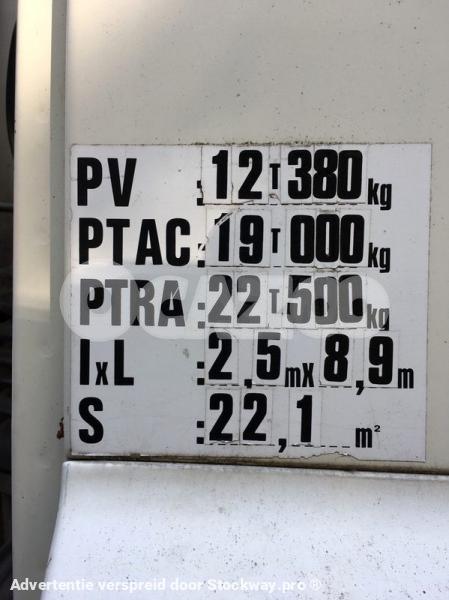 PV : 12 T 380 kg
PTAC : 19 T 000 kg
PTRA : 22 T 500 kg
IxL : 2,5 mx 8,9 m
S : 22,1 m²
Advertentie verspreid door Stockway.pro ®